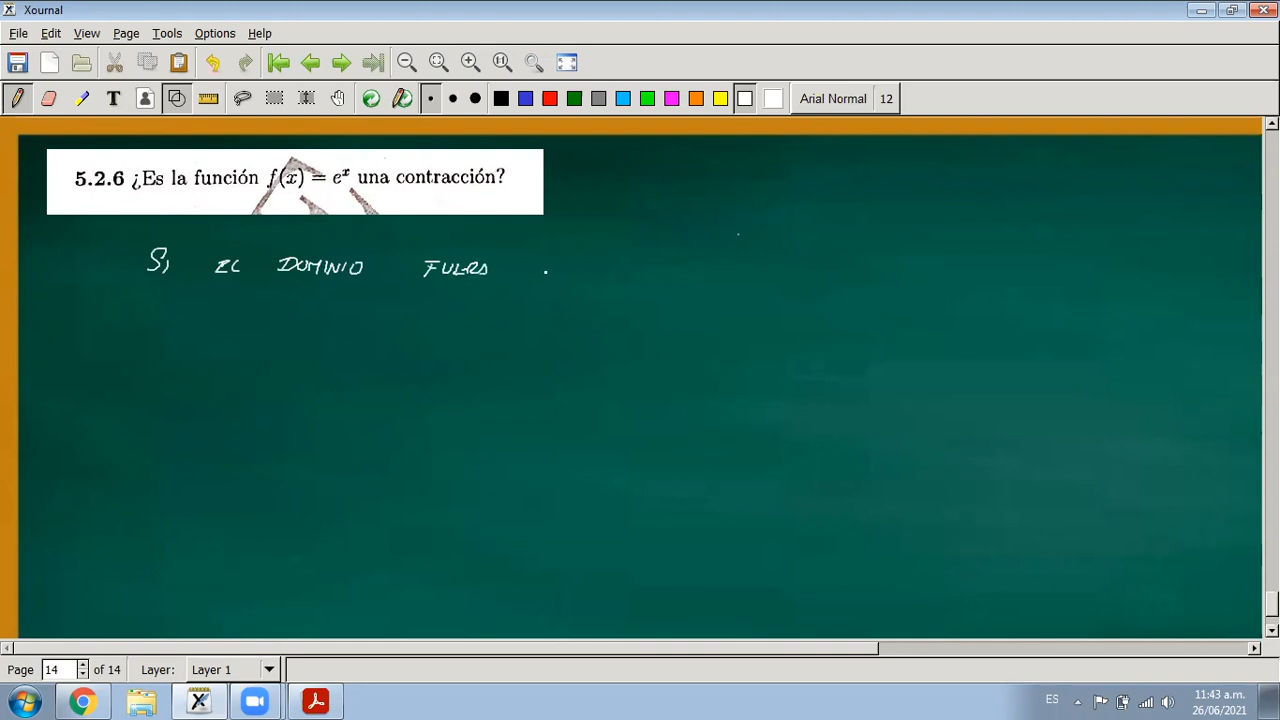 Xournal
File Edit View Page Tools Options Help
Arial Normal 12
5.2.6 ¿Es la función f(x) = e^x una contracción?
SI EL DOMINIO FUERA
Page 14 of 14 Layer: Layer 1
ES 11:43 a.m.
26/06/2021